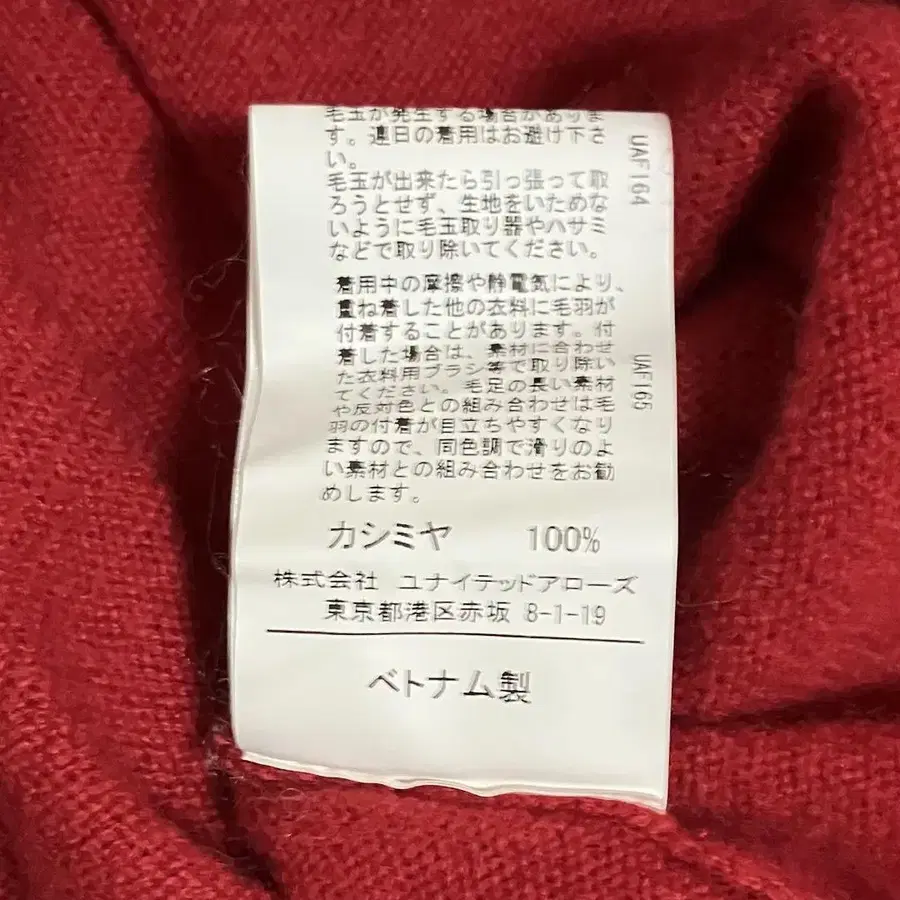 毛玉が発生する場合がありま
す。連日の着用はお避け下さ
い。
毛玉が出来たら引っ張って取
ろうとせず、生地をいためな
いように毛玉取り器やハサミ
などで取り除いてください。
UAF164
着用中の摩擦や静電気により、
重ね着した他の衣料に毛羽が
付着することがあります。付
着した場合は、素材に合わせ
た衣料用ブラシ等で取り除い
てください。毛足の長い素材
や反対色との組み合わせは毛
羽の付着が目立ちやすくなり
ますので、同色調で滑りのよ
い素材との組み合わせをお勧
めします。
UAF165
カシミヤ 100%
株式会社 ユナイテッドアローズ
東京都港区赤坂 8-1-19
ベトナム製